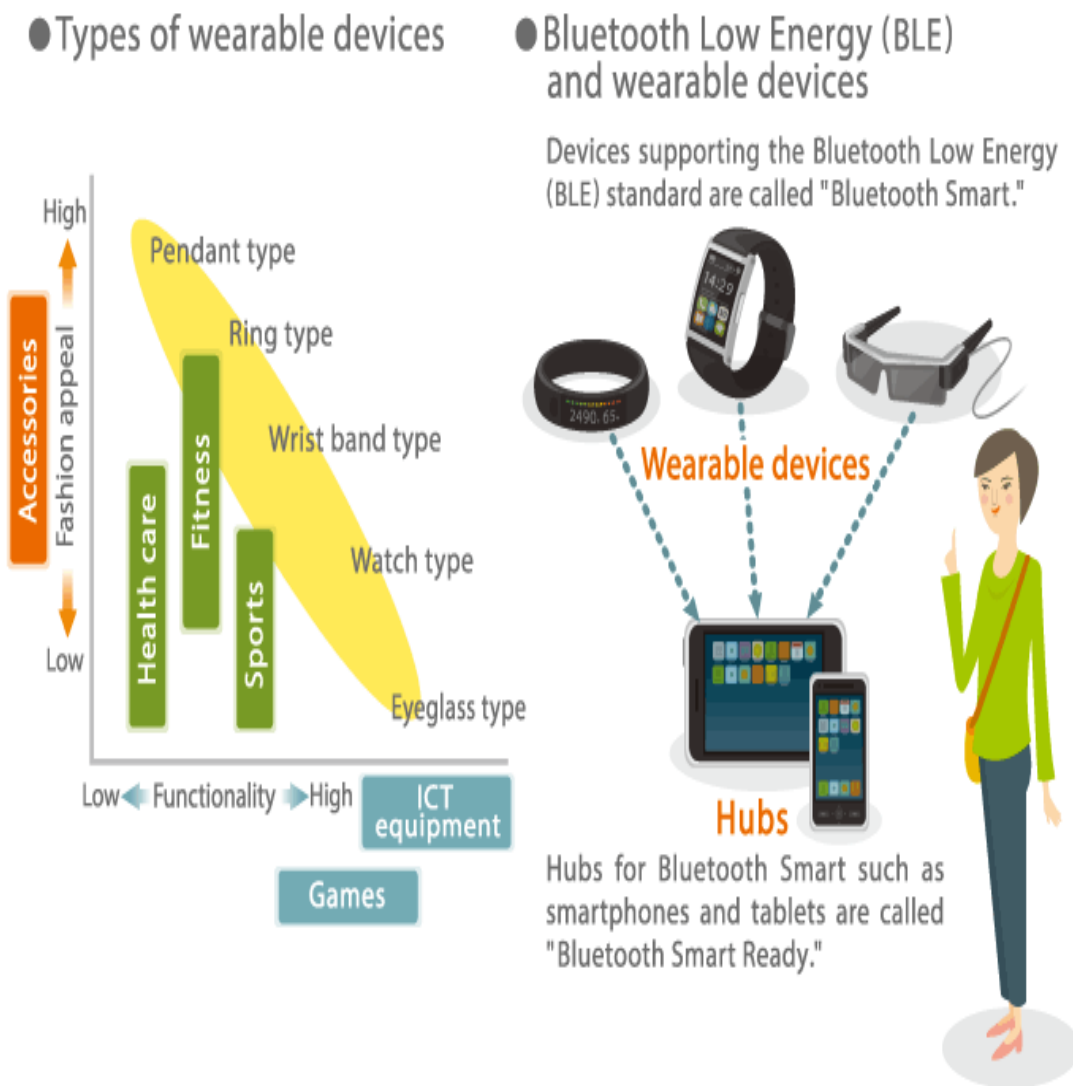 Types of wearable devices
High
Accessories
Fashion appeal
Low
Pendant type
Ring type
Wrist band type
Watch type
Eyeglass type
Health care
Fitness
Sports
Low Functionality High
ICT
equipment
Games
Bluetooth Low Energy (BLE)
and wearable devices
Devices supporting the Bluetooth Low Energy
(BLE) standard are called "Bluetooth Smart."
14:29
2490 65
Wearable devices
Hubs
Hubs for Bluetooth Smart such as
smartphones and tablets are called
"Bluetooth Smart Ready."